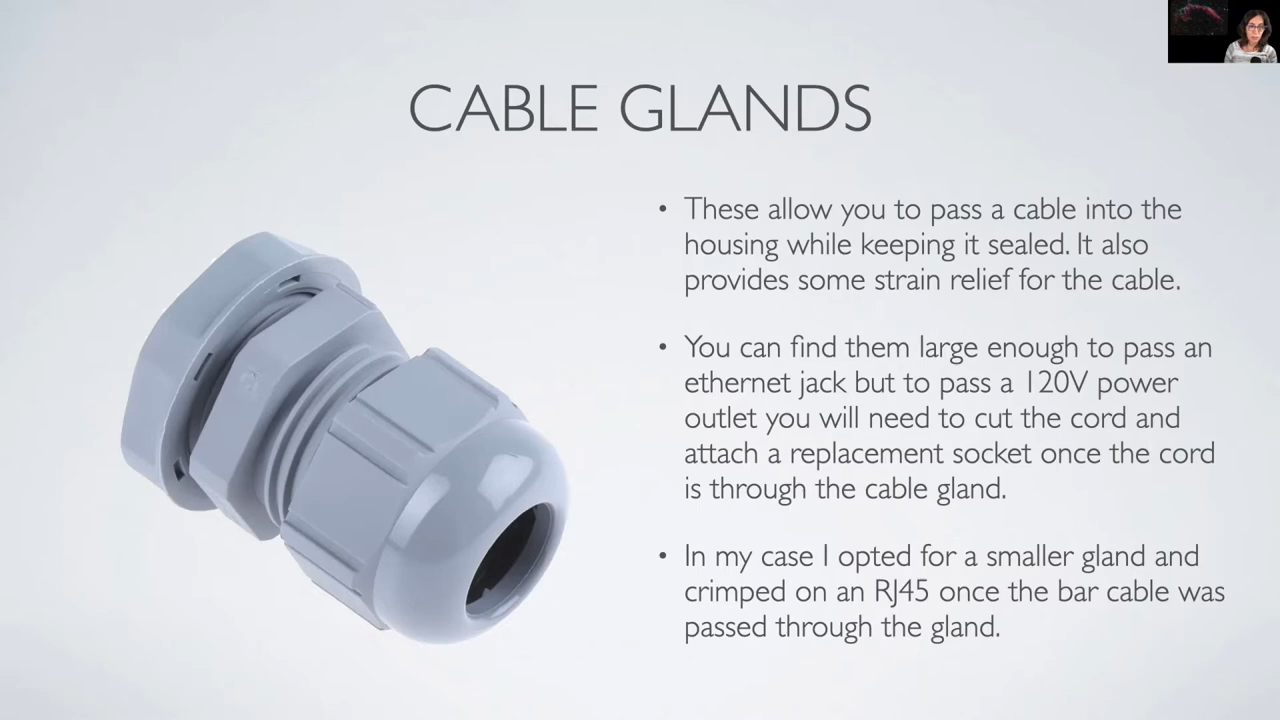 CABLE GLANDS
• These allow you to pass a cable into the
housing while keeping it sealed. It also
provides some strain relief for the cable.
• You can find them large enough to pass an
ethernet jack but to pass a 120V power
outlet you will need to cut the cord and
attach a replacement socket once the cord
is through the cable gland.
• In my case I opted for a smaller gland and
crimped on an RJ45 once the bar cable was
passed through the gland.